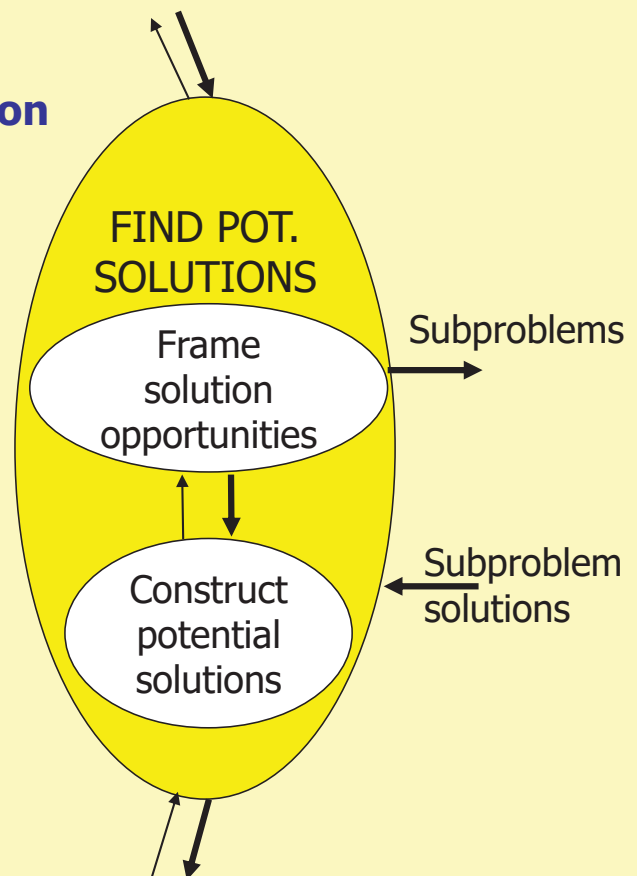 on
FIND POT.
SOLUTIONS
Frame
solution
opportunities
Subproblems
Construct
potential
solutions
Subproblem
solutions